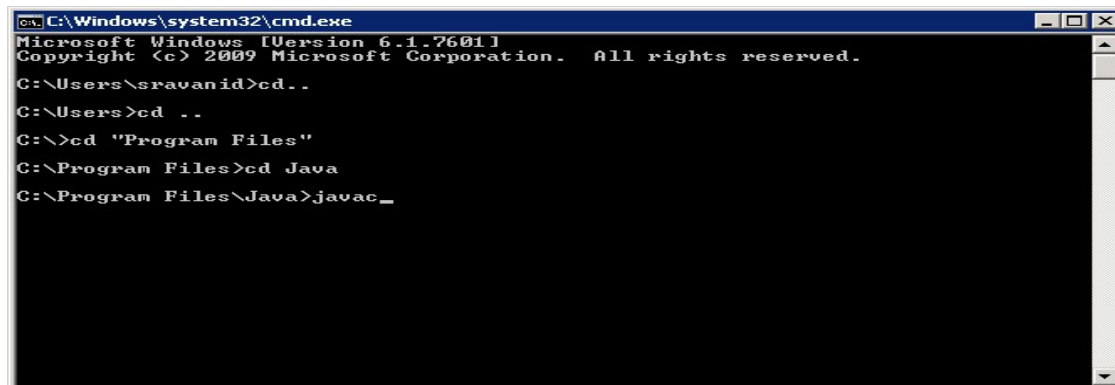 C:\Windows\system32\cmd.exe
Microsoft Windows [Version 6.1.7601]
Copyright (c) 2009 Microsoft Corporation.  All rights reserved.
C:\Users\sravanid>cd..
C:\Users>cd ..
C:\>cd "Program Files"
C:\Program Files>cd Java
C:\Program Files\Java>javac_